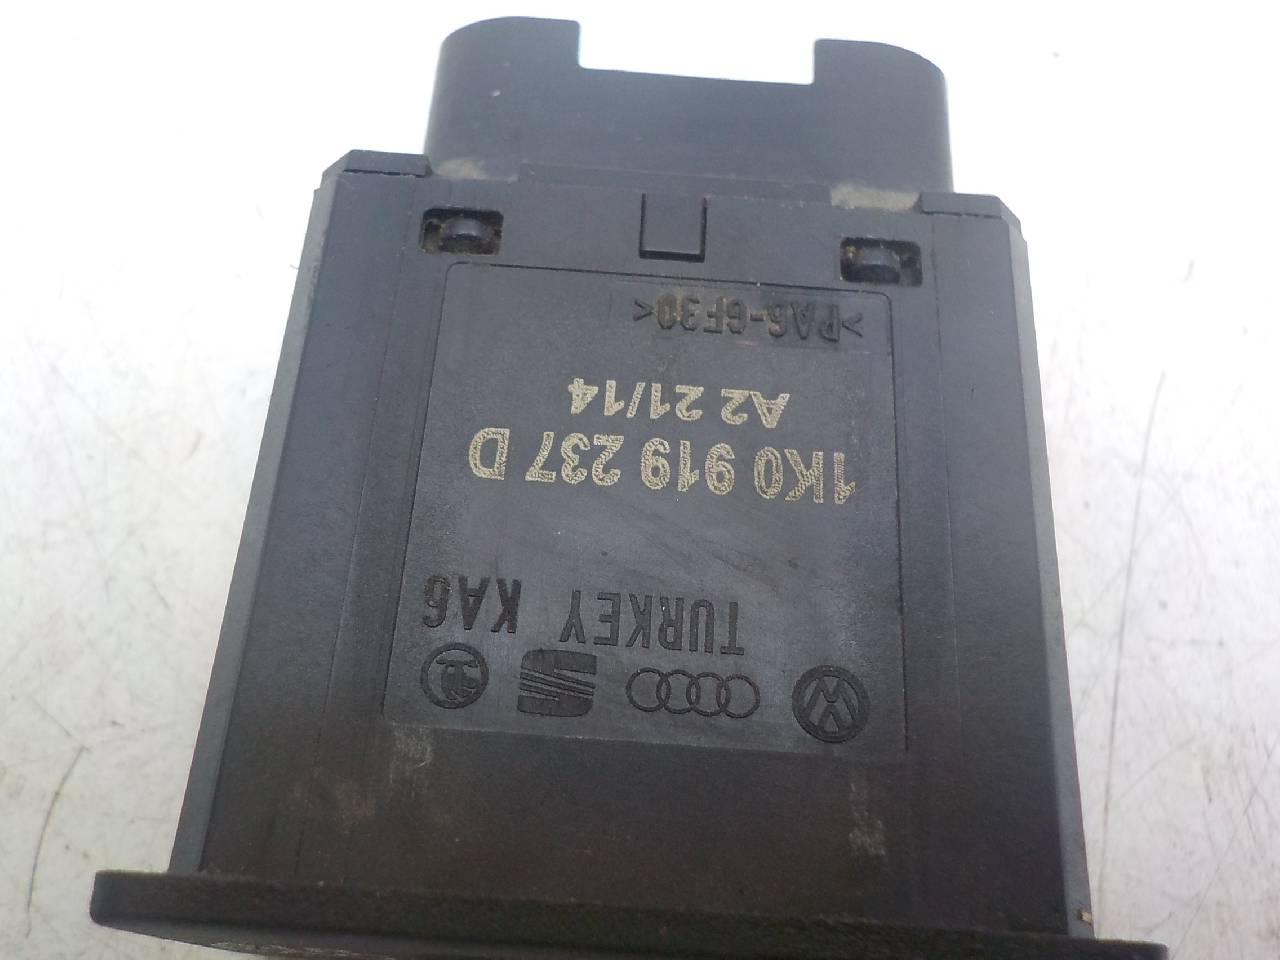 TURKEY KA6
1K0 919 237 D
A2 21/14
>PA6-GF30<